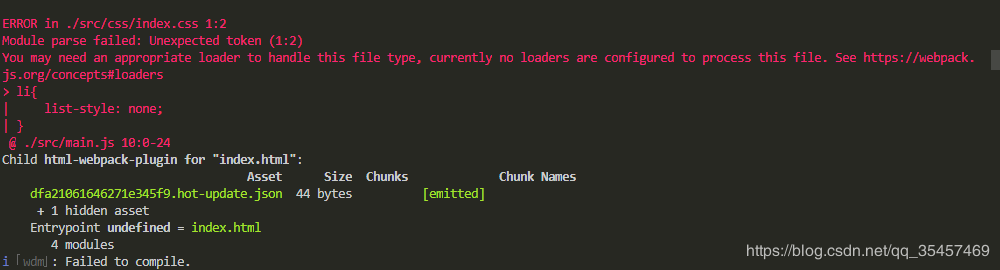 ERROR in ./src/css/index.css 1:2
Module parse failed: Unexpected token (1:2)
You may need an appropriate loader to handle this file type, currently no loaders are configured to process this file. See https://webpack.
js.org/concepts#loaders
> li{
|     list-style: none;
| }
 @ ./src/main.js 10:0-24
Child html-webpack-plugin for "index.html":
                                  Asset      Size  Chunks             Chunk Names
    dfa21061646271e345f9.hot-update.json  44 bytes          [emitted]
     + 1 hidden asset
    Entrypoint undefined = index.html
       4 modules
i ｢wdm｣: Failed to compile.
https://blog.csdn.net/qq_35457469